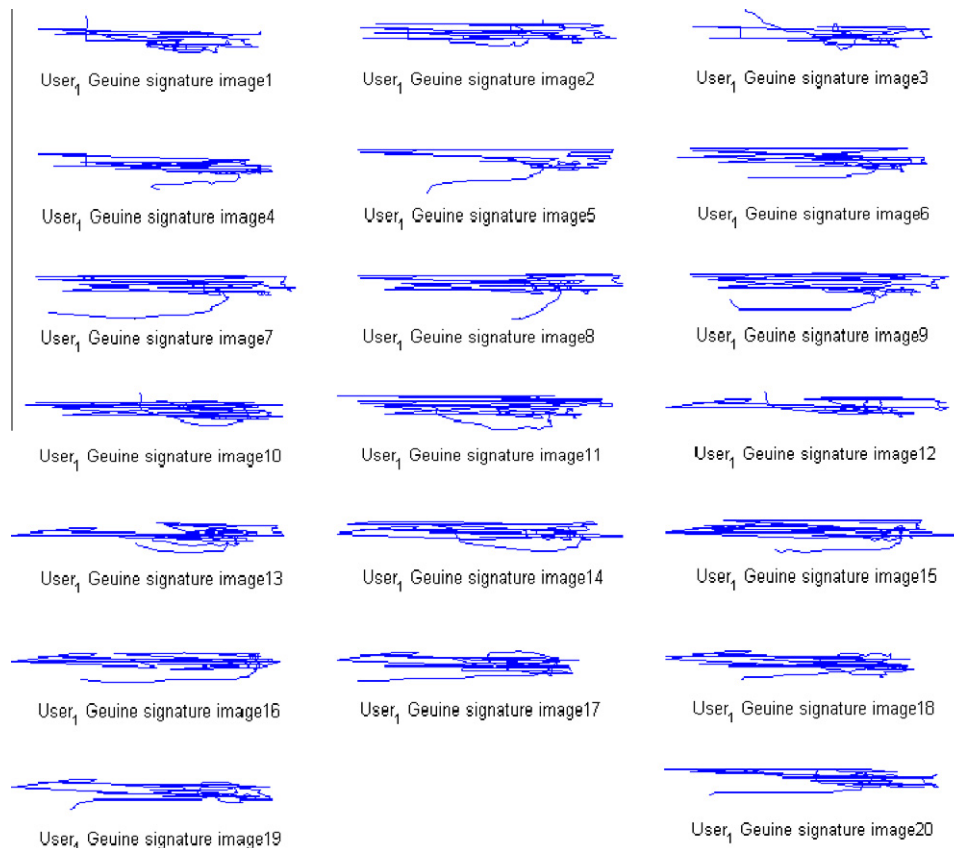 User₁ Geuine signature image1
User₁ Geuine signature image2
User₁ Geuine signature image3
User₁ Geuine signature image4
User₁ Geuine signature image5
User₁ Geuine signature image6
User₁ Geuine signature image7
User₁ Geuine signature image8
User₁ Geuine signature image9
User₁ Geuine signature image10
User₁ Geuine signature image11
User₁ Geuine signature image12
User₁ Geuine signature image13
User₁ Geuine signature image14
User₁ Geuine signature image15
User₁ Geuine signature image16
User₁ Geuine signature image17
User₁ Geuine signature image18
User₁ Geuine signature image19
User₁ Geuine signature image20